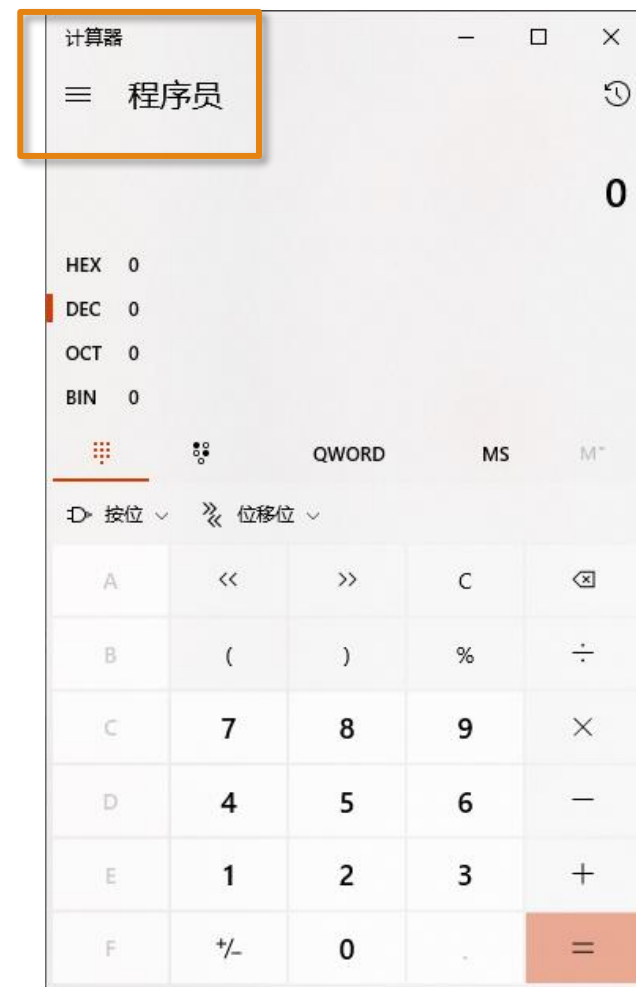 计算器
程序员
0
HEX 0
DEC 0
OCT 0
BIN 0
QWORD MS M˅
按位 位移位
A << >> C
B ( ) % ÷
C 7 8 9 ×
D 4 5 6 −
E 1 2 3 +
F +/− 0 . =